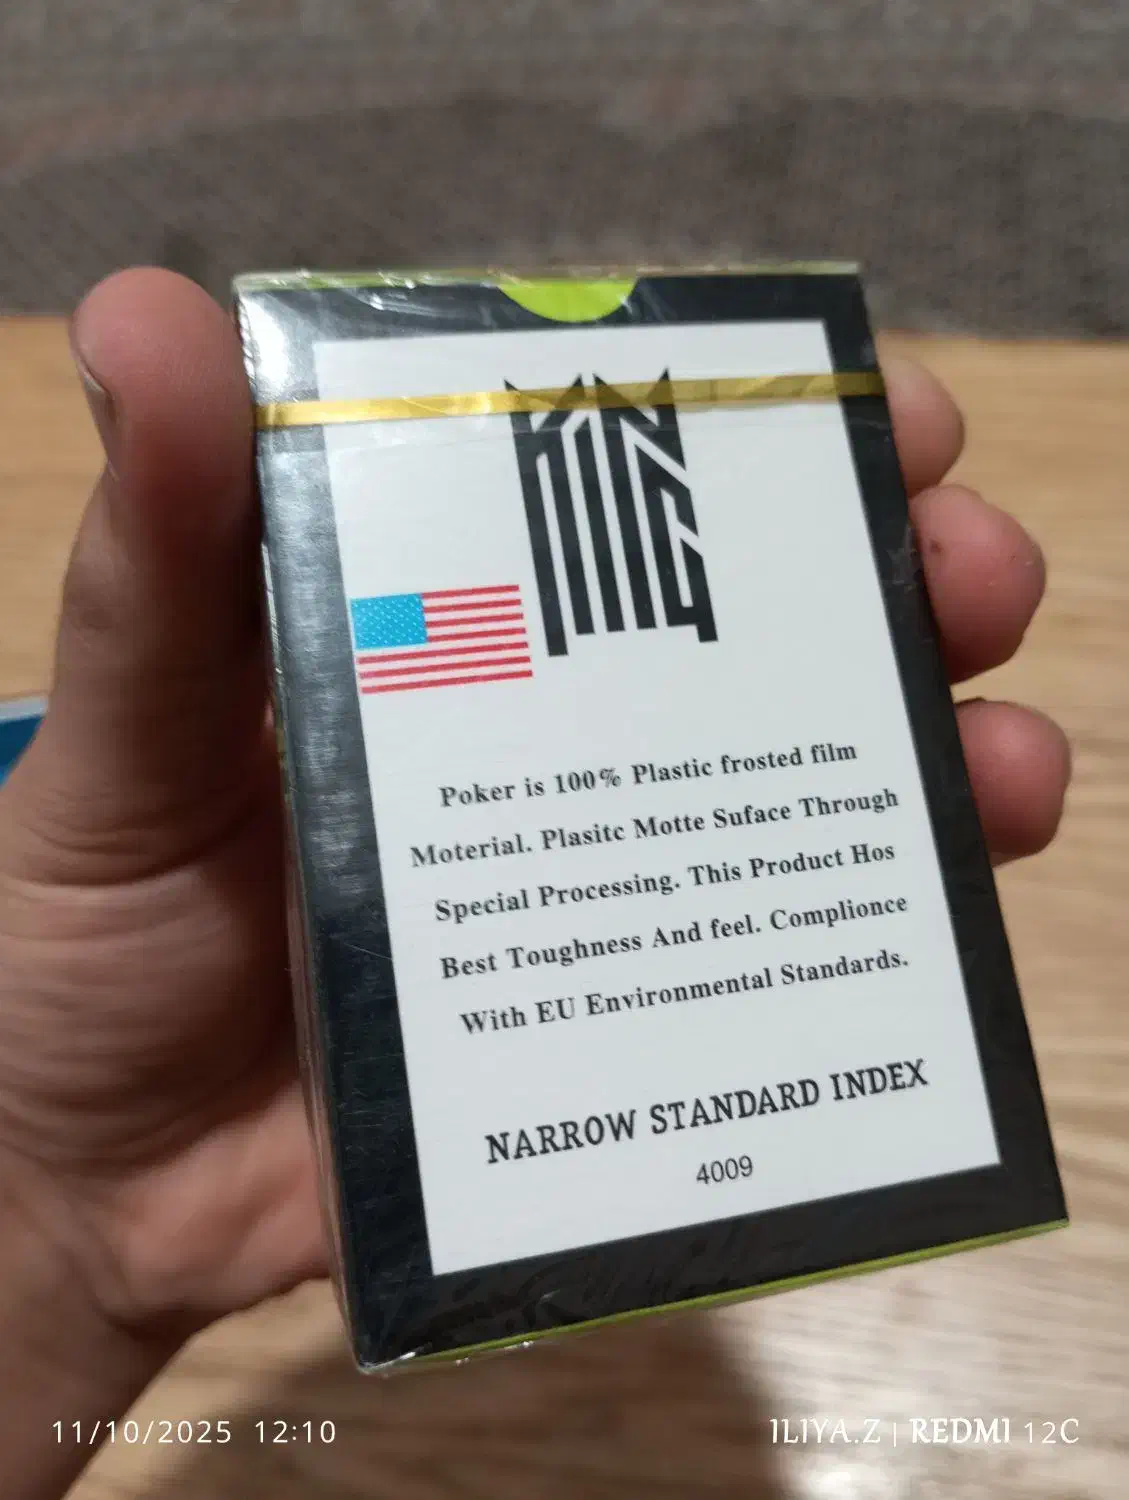 KING
Poker is 100% Plastic frosted film
Moterial. Plasitc Motte Suface Through
Special Processing. This Product Hos
Best Toughness And feel. Complionce
With EU Environmental Standards.
NARROW STANDARD INDEX
4009
11/10/2025 12:10
ILIYA.Z | REDMI 12C